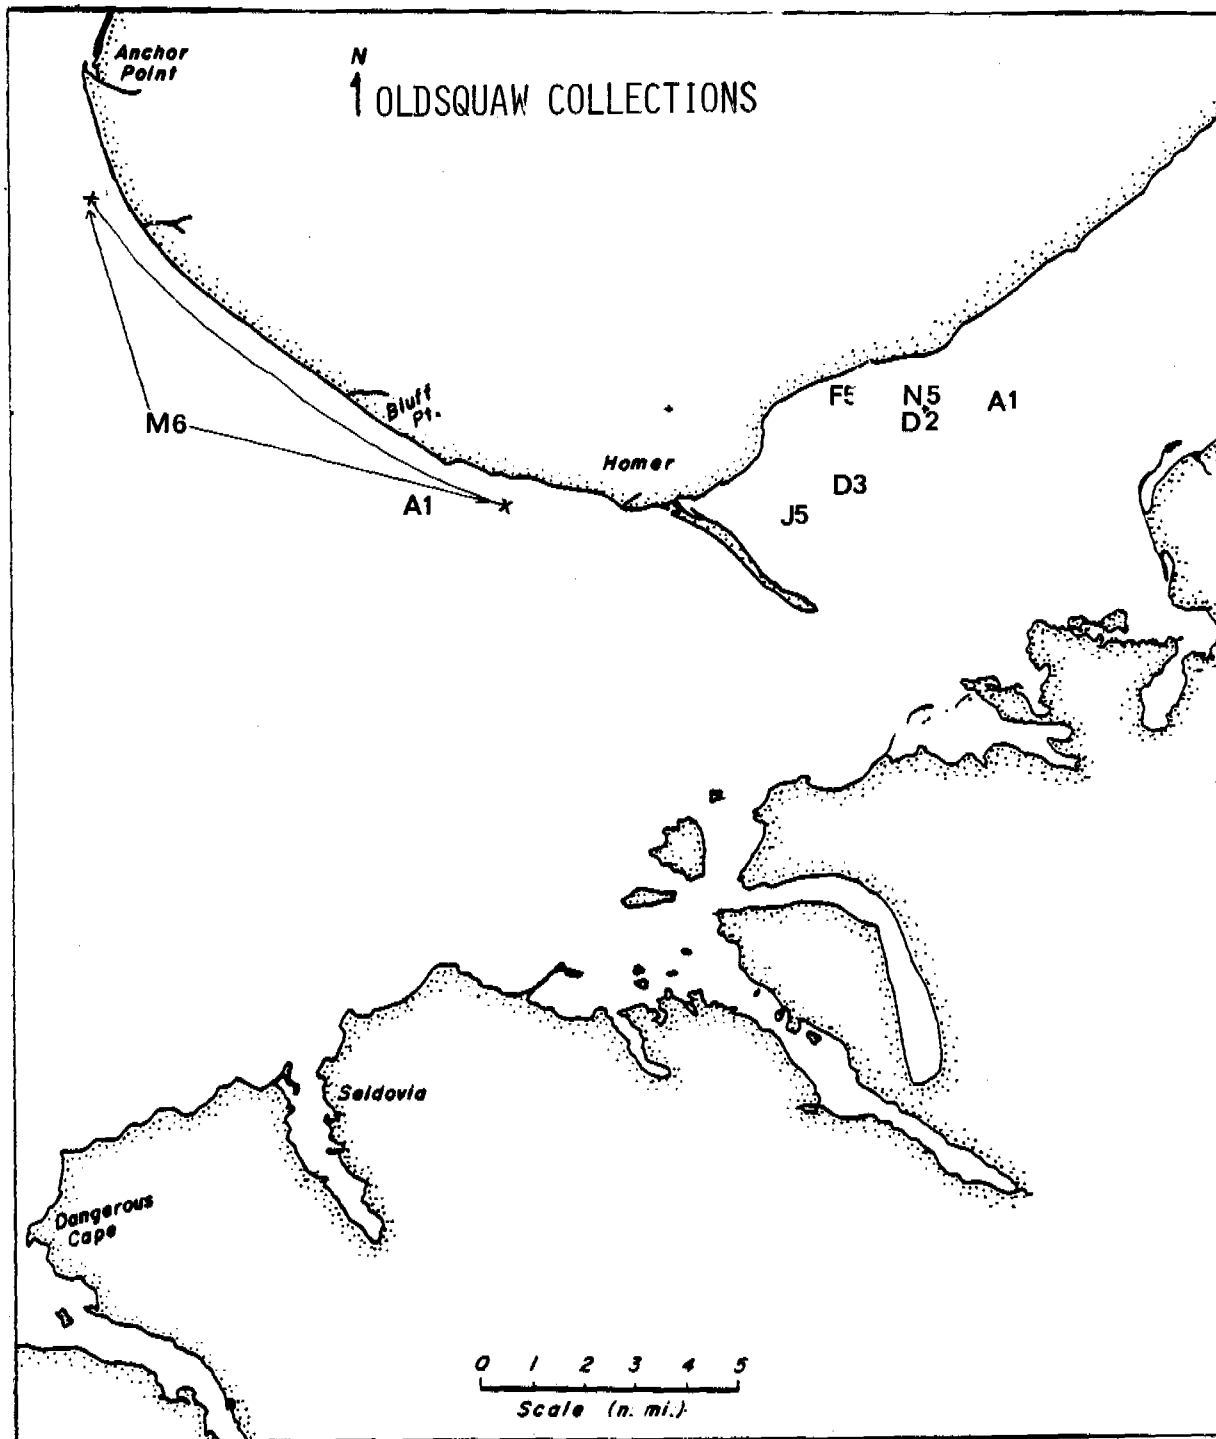 Anchor
Point
N
OLDSQUAW COLLECTIONS
Bluff
Pt.
M6
A1
Homer
F5
N5
A1
D2
D3
J5
Seldovia
Dangerous
Cape
0 1 2 3 4 5
Scale (n. mi.)